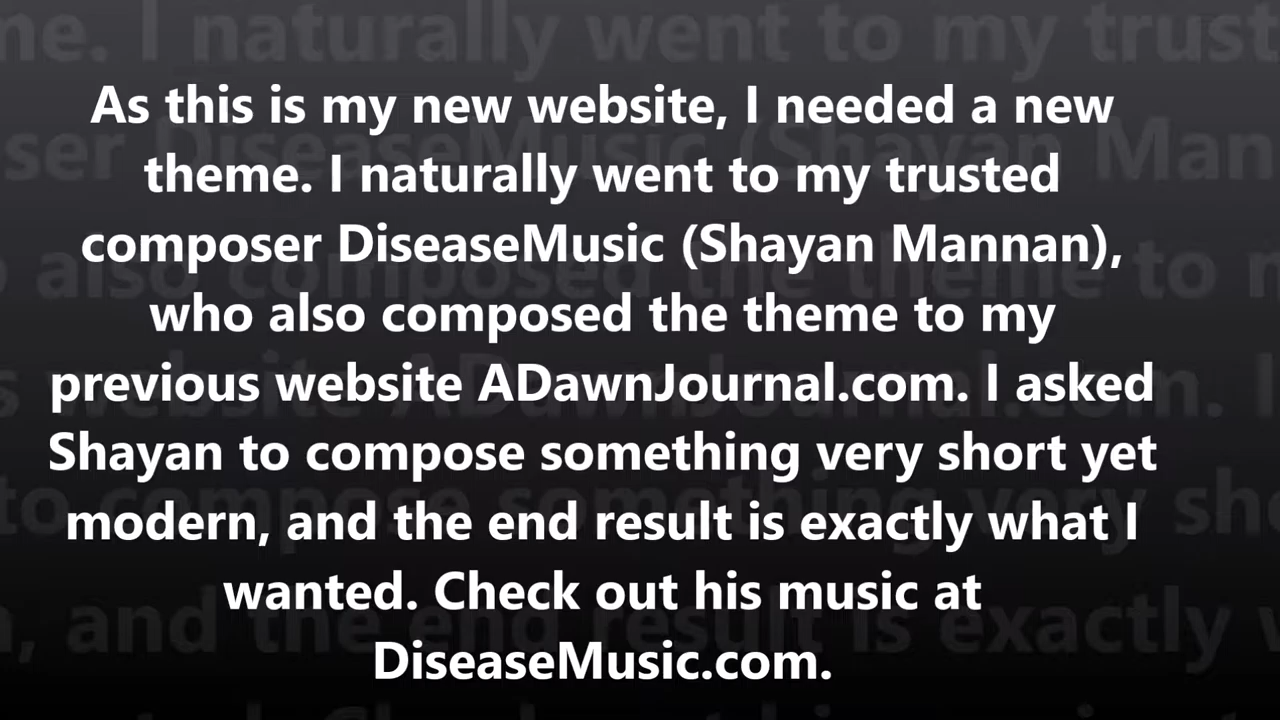 As this is my new website, I needed a new
theme. I naturally went to my trusted
composer DiseaseMusic (Shayan Mannan),
who also composed the theme to my
previous website ADawnJournal.com. I asked
Shayan to compose something very short yet
modern, and the end result is exactly what I
wanted. Check out his music at
DiseaseMusic.com.